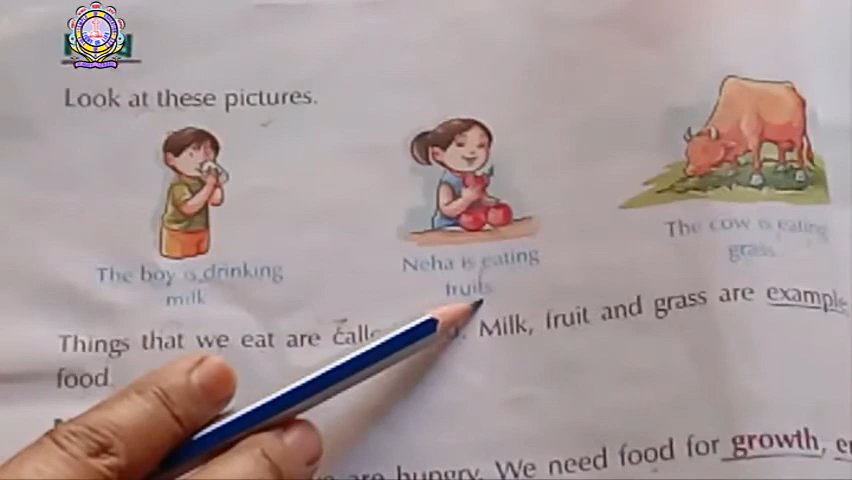 Look at these pictures.
The boy is drinking
milk
Neha is eating
fruits
The cow is eating
grass
Things that we eat are Milk, fruit and grass are example
food
are hungry. We need food for growth,